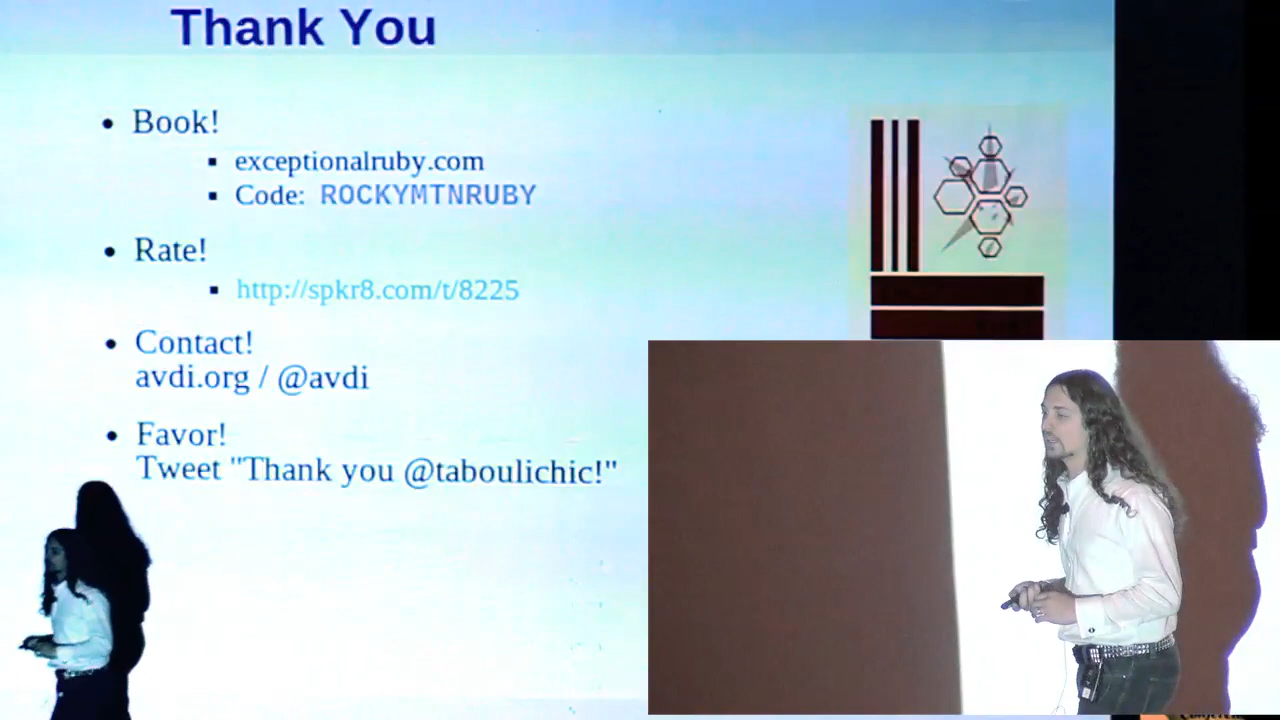 Thank You
Book!
exceptionalruby.com
Code: ROCKYMTNRUBY
Rate!
http://spkr8.com/t/8225
Contact!
avdi.org / @avdi
Favor!
Tweet "Thank you @taboulichic!"